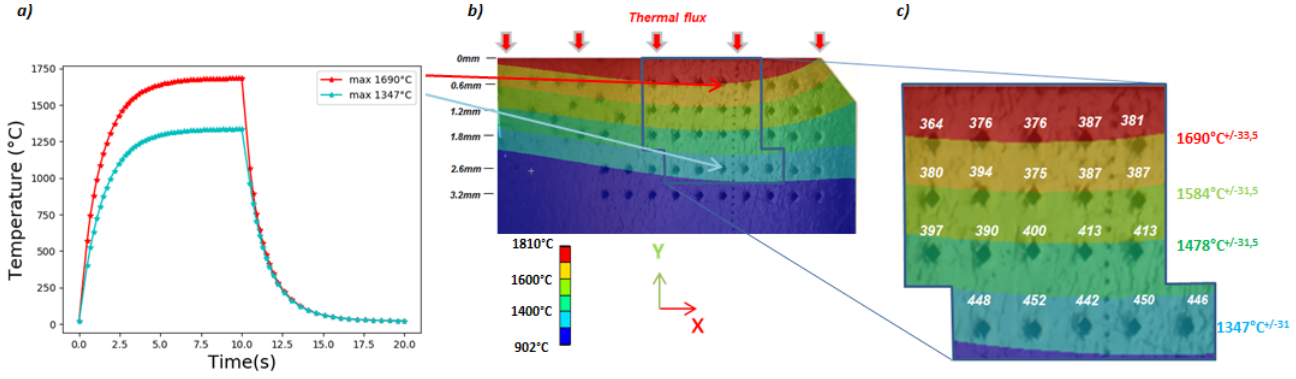 a)
Temperature (°C)
1750
1500
1250
1000
750
500
250
0
0.0 2.5 5.0 7.5 10.0 12.5 15.0 17.5 20.0
Time(s)
max 1690°C
max 1347°C
b)
Thermal flux
0mm
0.6mm
1.2mm
1.8mm
2.6mm
3.2mm
1810°C
1600°C
1400°C
902°C
Y
X
c)
364 376 376 387 381
1690°C+/-33,5
380 394 375 387 387
1584°C+/-31,5
397 390 400 413 413
1478°C+/-31,5
448 452 442 450 446
1347°C+/-31